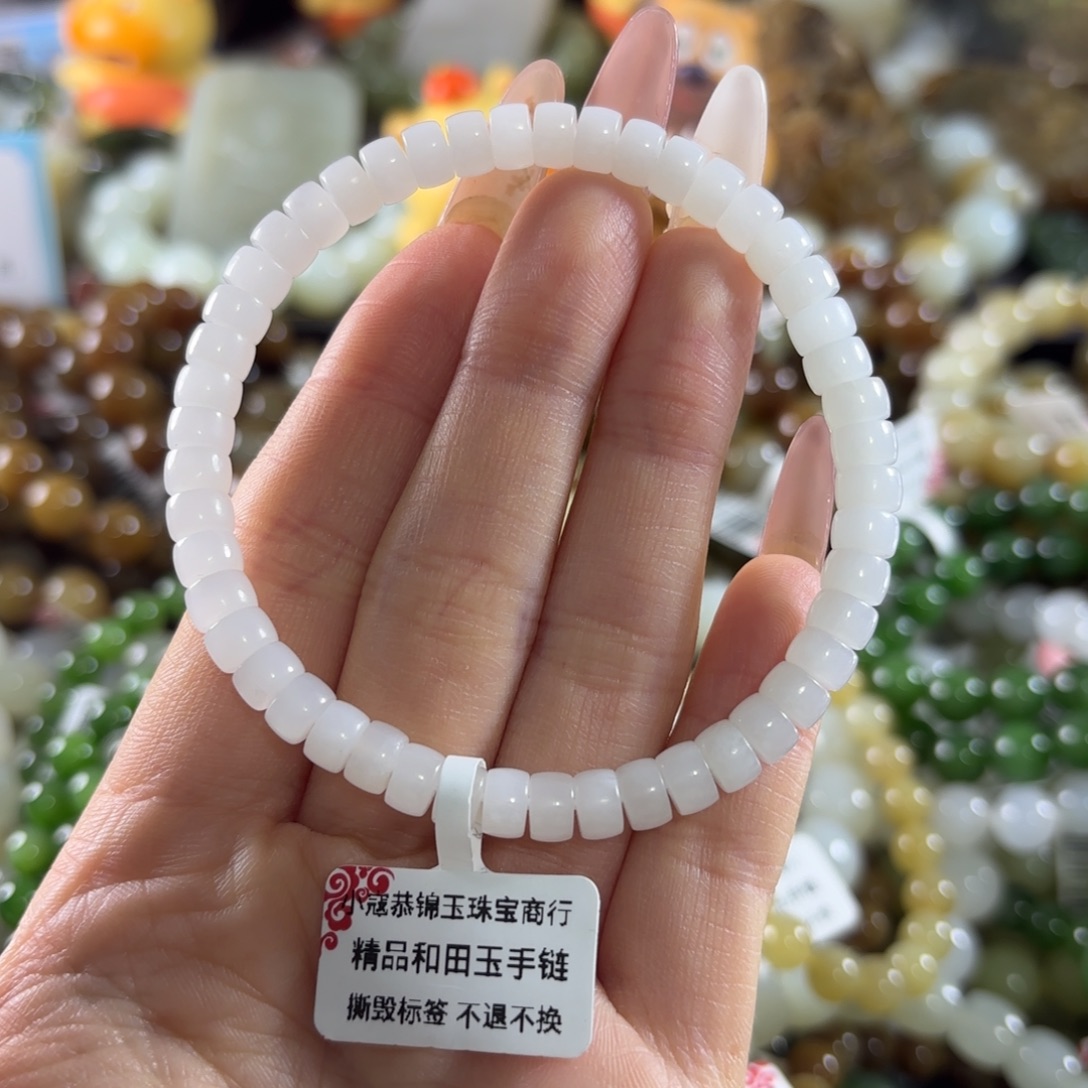 小寇恭锦玉珠宝商行
精品和田玉手链
撕毁标签 不退不换